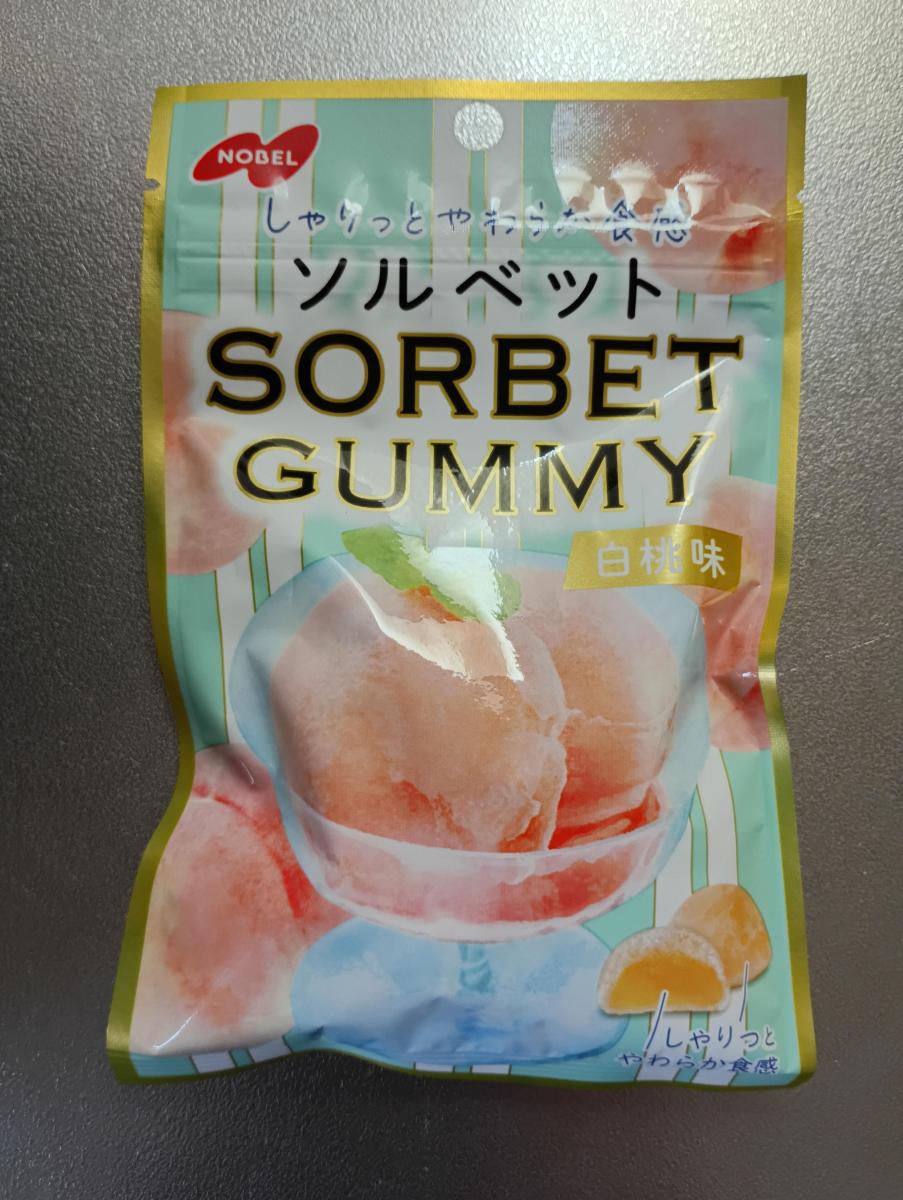 NOBEL
しゃりっとやわらか食感
ソルベット
SORBET
GUMMY
白桃味
しゃりっと
やわらか食感